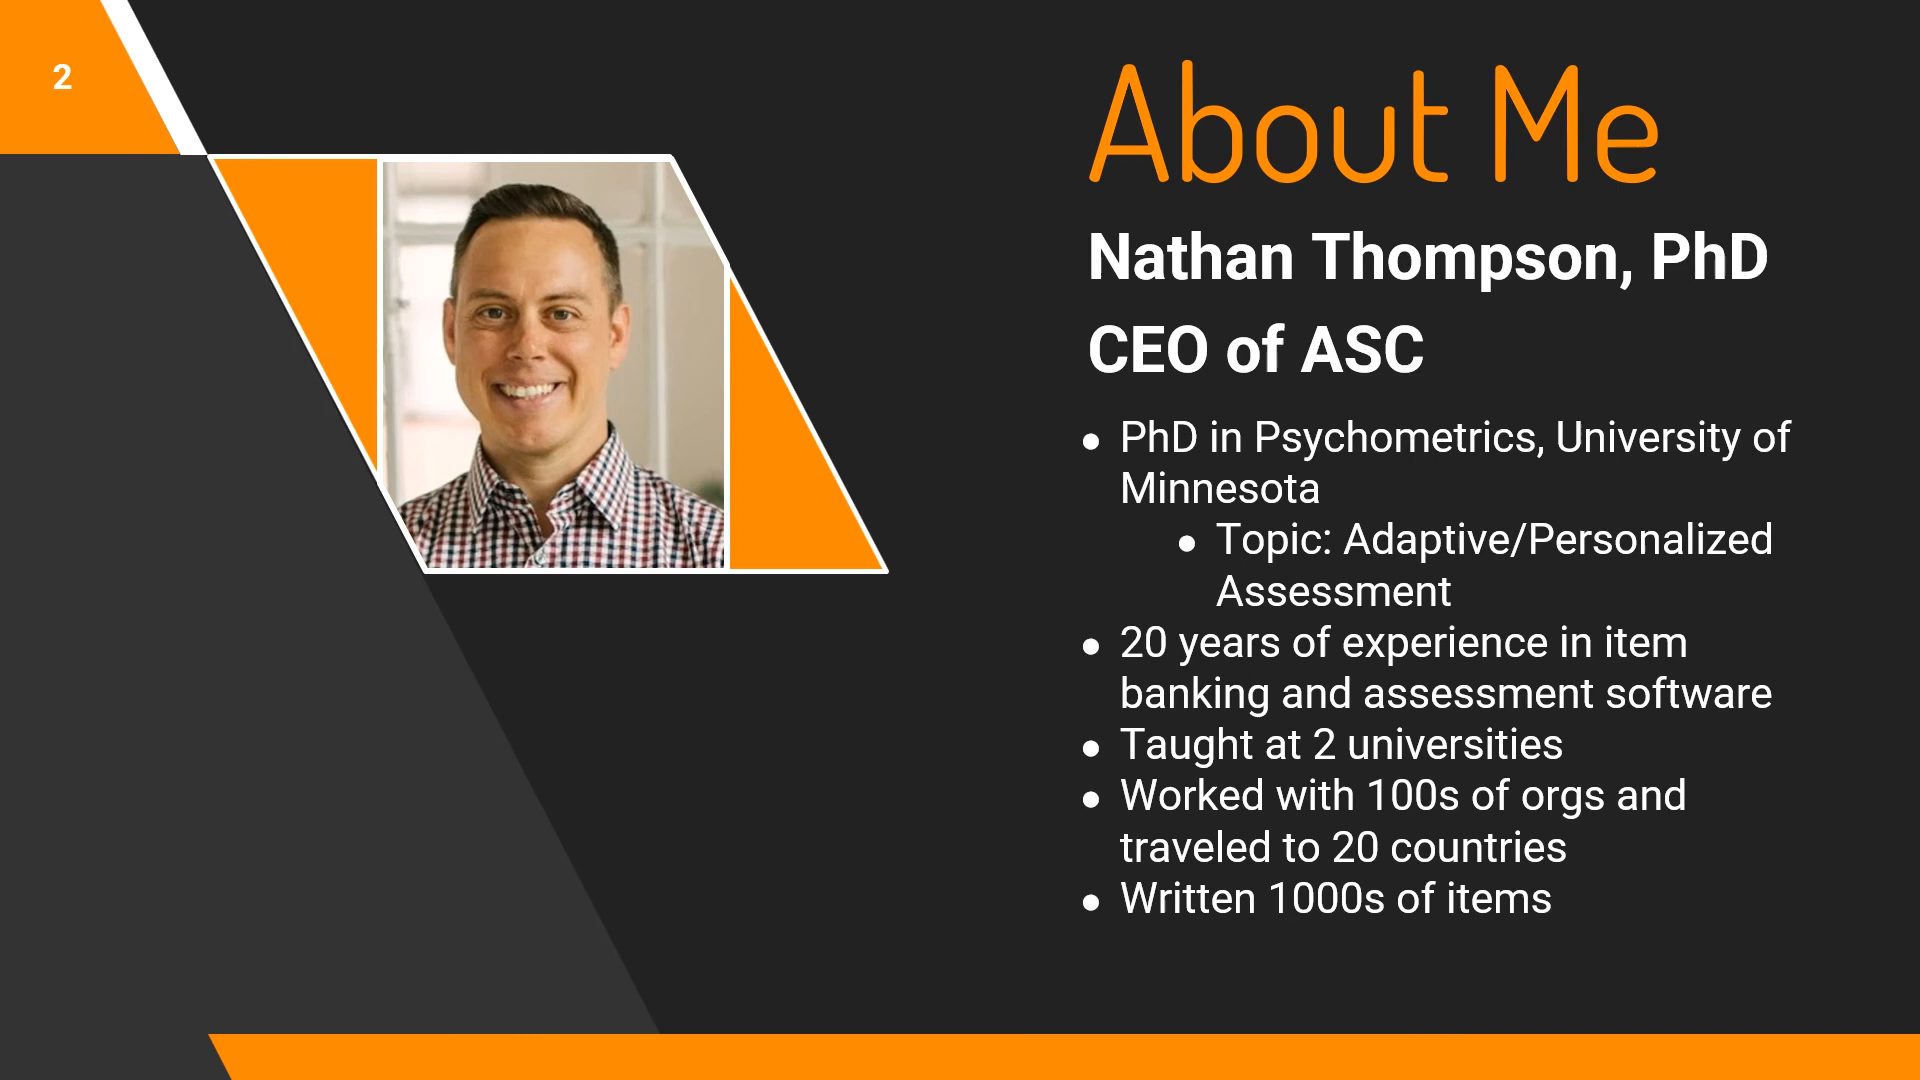 2
About Me
Nathan Thompson, PhD
CEO of ASC
● PhD in Psychometrics, University of
Minnesota
● Topic: Adaptive/Personalized
Assessment
● 20 years of experience in item
banking and assessment software
● Taught at 2 universities
● Worked with 100s of orgs and
traveled to 20 countries
● Written 1000s of items